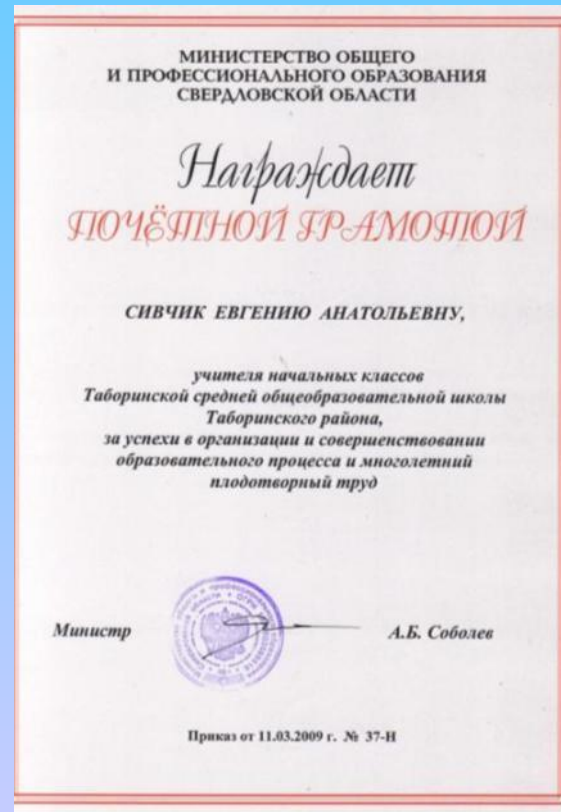 МИНИСТЕРСТВО ОБЩЕГО
И ПРОФЕССИОНАЛЬНОГО ОБРАЗОВАНИЯ
СВЕРДЛОВСКОЙ ОБЛАСТИ
Награждает
ПОЧЁТНОЙ ГРАМОТОЙ
СИВЧИК ЕВГЕНИЮ АНАТОЛЬЕВНУ,
учителя начальных классов
Таборинской средней общеобразовательной школы
Таборинского района,
за успехи в организации и совершенствовании
образовательного процесса и многолетний
плодотворный труд
Министр
А.Б. Соболев
Приказ от 11.03.2009 г. № 37-Н